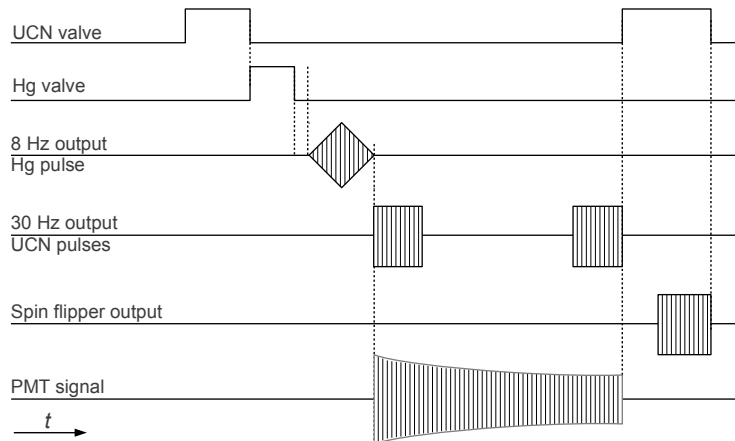 UCN valve
Hg valve
8 Hz output
Hg pulse
30 Hz output
UCN pulses
Spin flipper output
PMT signal
t